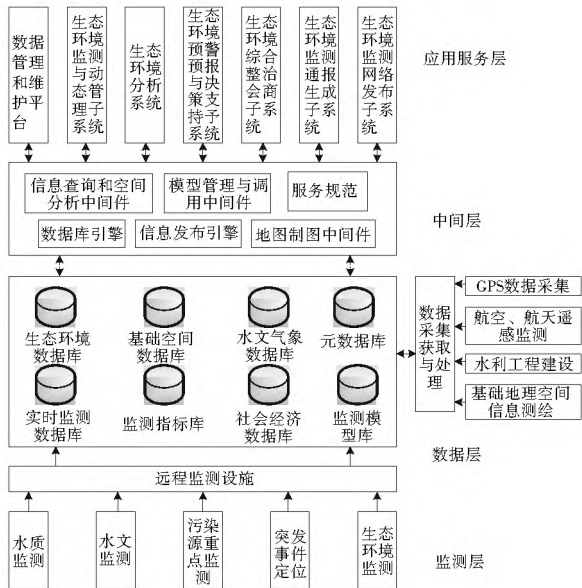 数据
管理
和维
护平
台
生态
环境
监测
与动
态管
理子
系统
生态
环境
分析
系统
生态
环境
预警
预报
与决
策支
持子
系统
生态
环境
综合
整治
会商
子系
统
生态
环境
监测
通报
生成
子系
统
生态
环境
监测
网络
发布
子系
统
应用服务层
信息查询和空间
分析中间件
模型管理与调
用中间件
服务规范
数据库引擎
信息发布引擎
地图制图中间件
中间层
生态环境
数据库
基础空间
数据库
水文气象
数据库
元数据库
实时监测
数据库
监测指标库
社会经济
数据库
监测模
型库
数据
采集
获取
与处
理
GPS数据采集
航空、航天遥
感监测
水利工程建设
基础地理空间
信息测绘
数据层
远程监测设施
水质
监测
水文
监测
污染
源重
点监
测
突发
事件
定位
生态
环境
监测
监测层